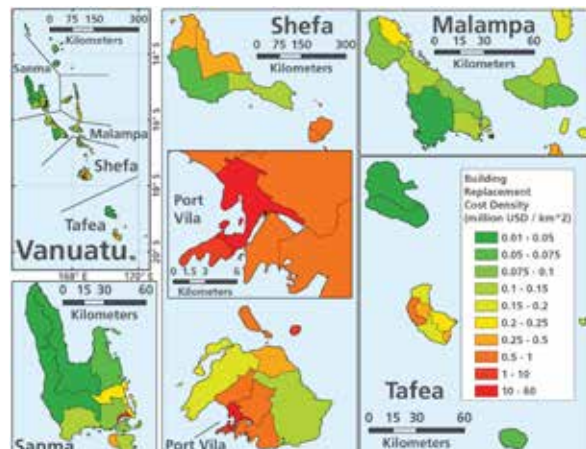 0 75 150 300
Kilometers
Sanma
Malampa
Shefa
Tafea
Vanuatu
168° E
14° S
16° S
18° S
20° S
Shefa
0 75 150 300
Kilometers
Port
Vila
0 1.5 3 6
Kilometers
Port Vila
Malampa
0 15 30 60
Kilometers
0 15 30 60
Kilometers
Sanma
Building
Replacement
Cost Density
(million USD / km^2)
0.01 - 0.05
0.05 - 0.075
0.075 - 0.1
0.1 - 0.15
0.15 - 0.2
0.2 - 0.25
0.25 - 0.5
0.5 - 1
1 - 10
10 - 60
Tafea
0 15 30 60
Kilometers